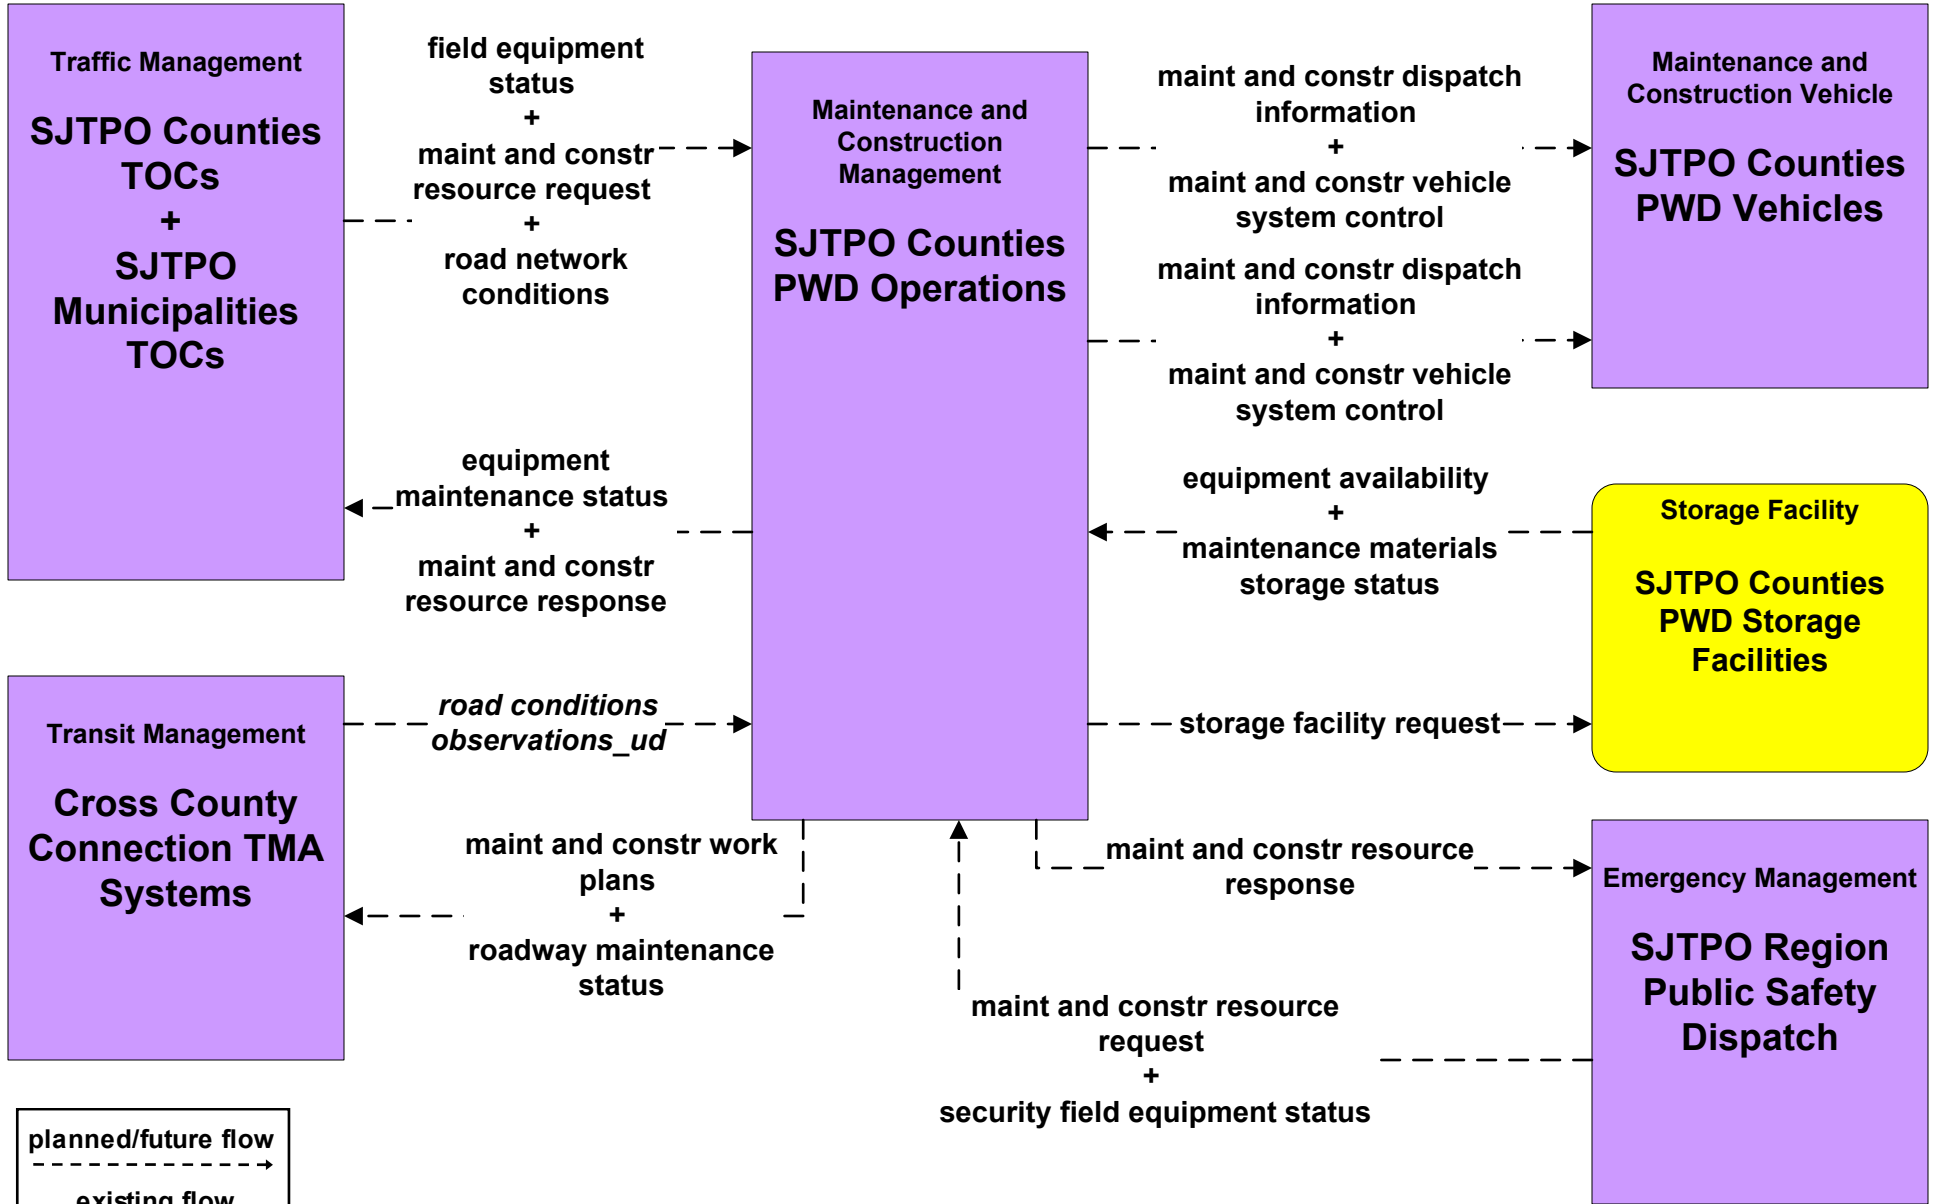 Traffic Management
SJTPO Counties
TOCs
+
SJTPO
Municipalities
TOCs
field equipment
status
+
maint and constr
resource request
+
road network
conditions
equipment
maintenance status
+
maint and constr
resource response
Maintenance and
Construction
Management
SJTPO Counties
PWD Operations
maint and constr dispatch
information
+
maint and constr vehicle
system control
maint and constr dispatch
information
+
maint and constr vehicle
system control
Maintenance and
Construction Vehicle
SJTPO Counties
PWD Vehicles
equipment availability
+
maintenance materials
storage status
storage facility request
Storage Facility
SJTPO Counties
PWD Storage
Facilities
Transit Management
Cross County
Connection TMA
Systems
road conditions
observations_ud
maint and constr work
plans
+
roadway maintenance
status
maint and constr resource
response
maint and constr resource
request
+
security field equipment status
Emergency Management
SJTPO Region
Public Safety
Dispatch
planned/future flow
existing flow